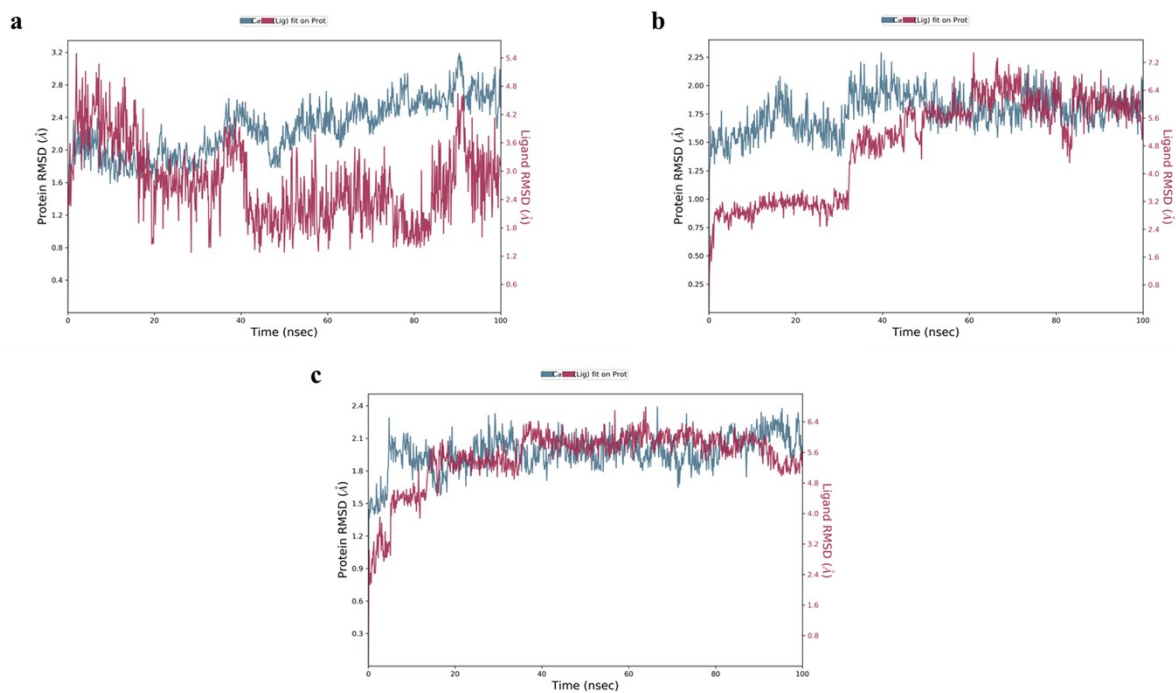 a
Cα (Lig) fit on Prot
3.2
2.8
2.4
2.0
1.6
1.2
0.8
0.4
Protein RMSD (Å)
5.4
4.8
4.2
3.6
3.0
2.4
1.8
1.2
0.6
Ligand RMSD (Å)
0 20 40 60 80 100
Time (nsec)
b
Cα (Lig) fit on Prot
2.25
2.00
1.75
1.50
1.25
1.00
0.75
0.50
0.25
Protein RMSD (Å)
7.2
6.4
5.6
4.8
4.0
3.2
2.4
1.6
0.8
Ligand RMSD (Å)
0 20 40 60 80 100
Time (nsec)
c
Cα (Lig) fit on Prot
2.4
2.1
1.8
1.5
1.2
0.9
0.6
0.3
Protein RMSD (Å)
6.4
5.6
4.8
4.0
3.2
2.4
1.6
0.8
Ligand RMSD (Å)
0 20 40 60 80 100
Time (nsec)